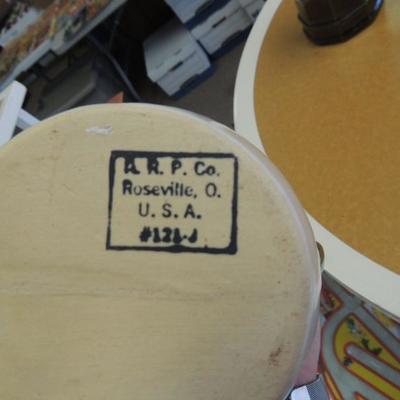 R. R. P. Co.
Roseville, O.
U. S. A.
#121-J